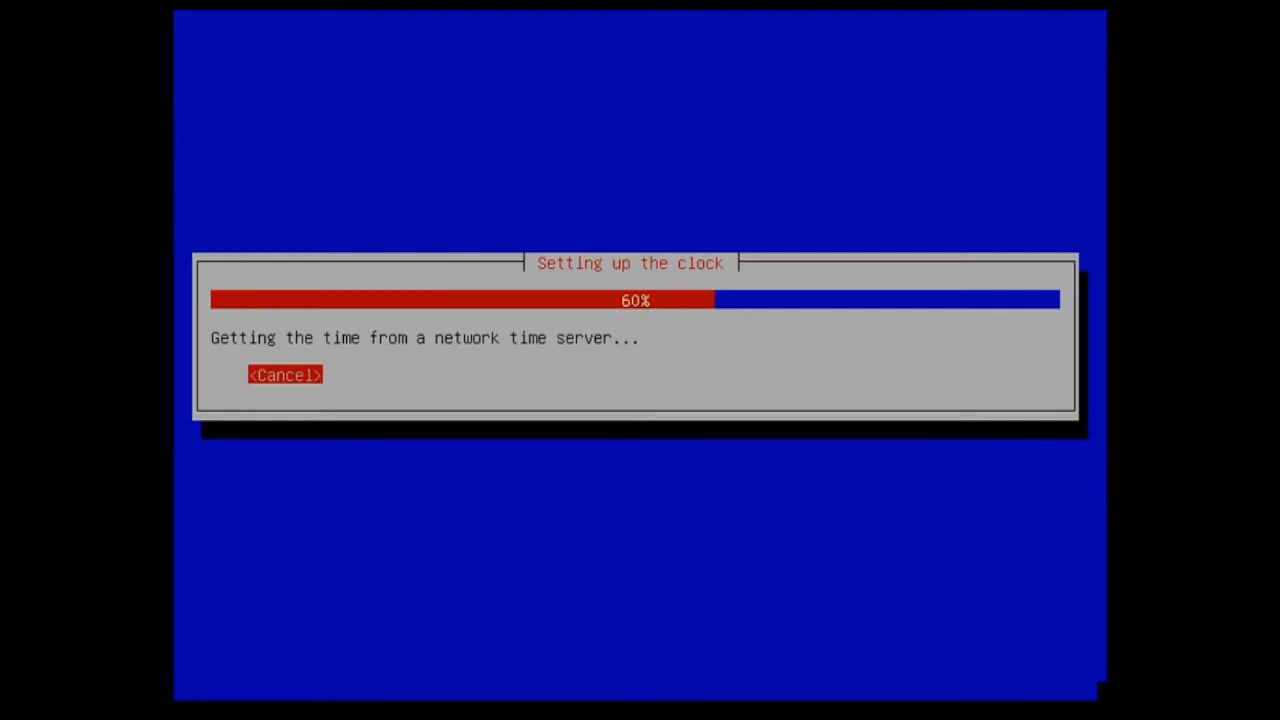 Setting up the clock
60%
Getting the time from a network time server...
<Cancel>